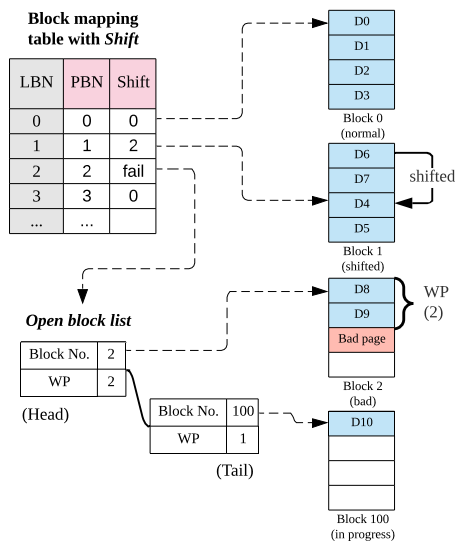 Block mapping
table with Shift
LBN PBN Shift
0 0 0
1 1 2
2 2 fail
3 3 0
... ...
D0
D1
D2
D3
Block 0
(normal)
D6
D7
D4
D5
shifted
Block 1
(shifted)
Open block list
Block No. 2
WP 2
(Head)
Block No. 100
WP 1
(Tail)
D8
D9
Bad page
WP
(2)
Block 2
(bad)
D10
Block 100
(in progress)